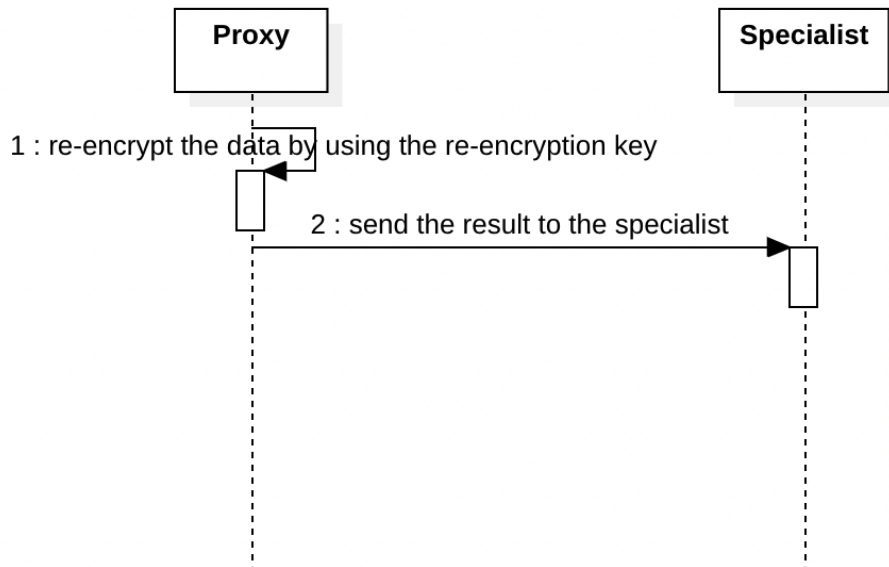 Proxy
Specialist
1 : re-encrypt the data by using the re-encryption key
2 : send the result to the specialist